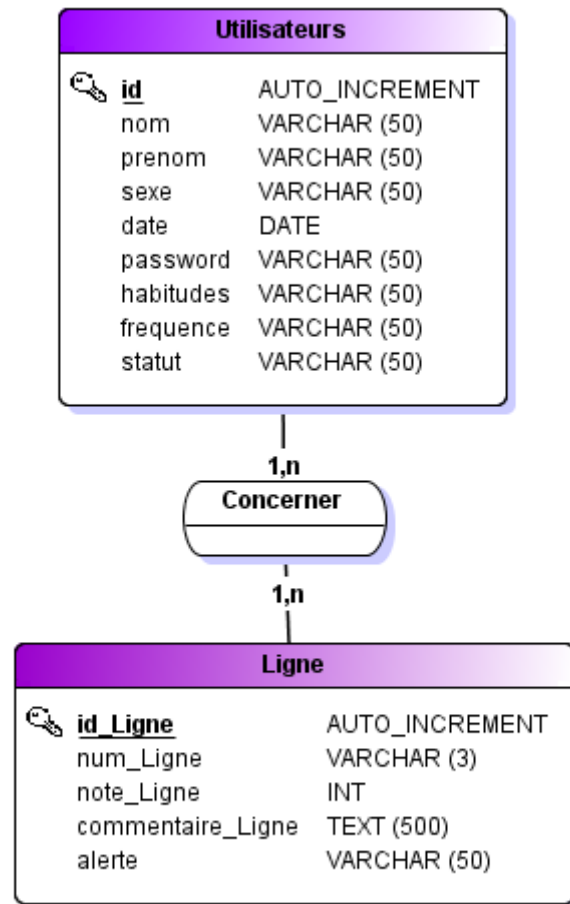 Utilisateurs
id AUTO_INCREMENT
nom VARCHAR (50)
prenom VARCHAR (50)
sexe VARCHAR (50)
date DATE
password VARCHAR (50)
habitudes VARCHAR (50)
frequence VARCHAR (50)
statut VARCHAR (50)
1,n
Concerner
1,n
Ligne
id_Ligne AUTO_INCREMENT
num_Ligne VARCHAR (3)
note_Ligne INT
commentaire_Ligne TEXT (500)
alerte VARCHAR (50)